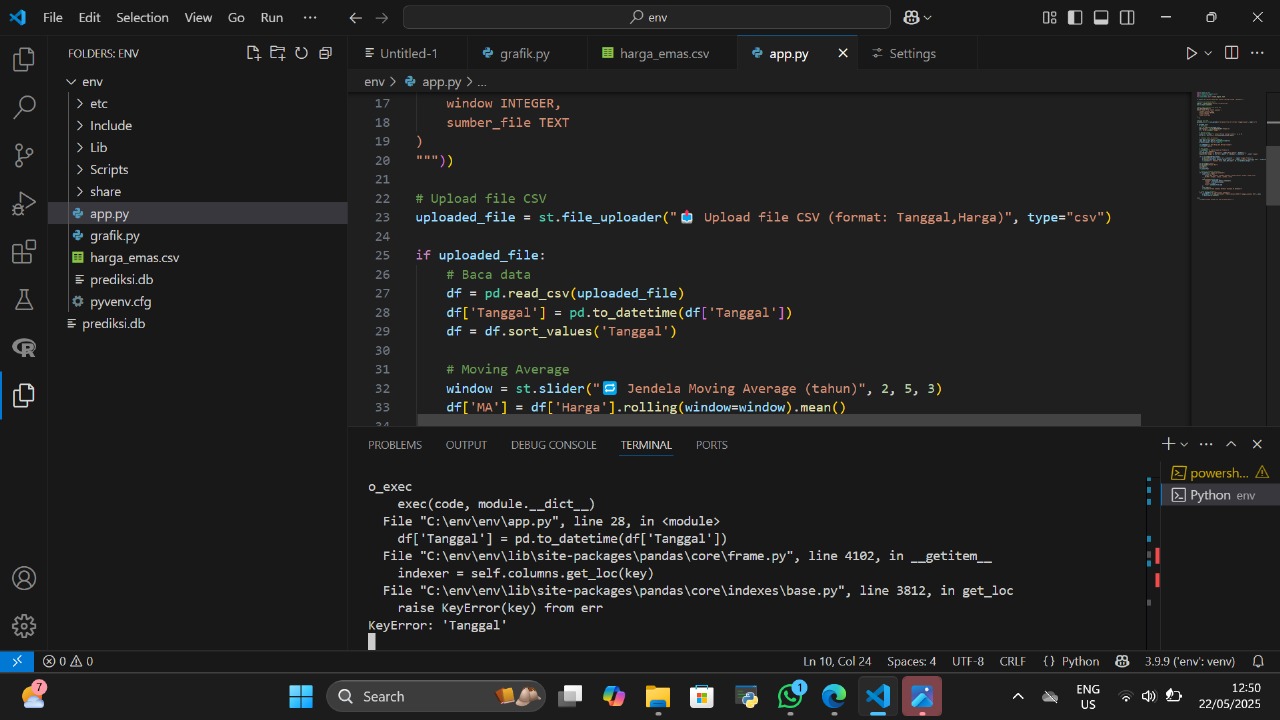 File Edit Selection View Go Run ··· env
FOLDERS: ENV
env
etc
Include
Lib
Scripts
share
app.py
grafik.py
harga_emas.csv
prediksi.db
pyvenv.cfg
prediksi.db
Untitled-1 grafik.py harga_emas.csv app.py Settings
env > app.py > ...
17 window INTEGER,
18 sumber_file TEXT
19 )
20 """))
21
22 # Upload file CSV
23 uploaded_file = st.file_uploader("📤 Upload file CSV (format: Tanggal,Harga)", type="csv")
24
25 if uploaded_file:
26 # Baca data
27 df = pd.read_csv(uploaded_file)
28 df['Tanggal'] = pd.to_datetime(df['Tanggal'])
29 df = df.sort_values('Tanggal')
30
31 # Moving Average
32 window = st.slider("🔁 Jendela Moving Average (tahun)", 2, 5, 3)
33 df['MA'] = df['Harga'].rolling(window=window).mean()
PROBLEMS OUTPUT DEBUG CONSOLE TERMINAL PORTS
o_exec
exec(code, module.__dict__)
File "C:\env\env\app.py", line 28, in <module>
df['Tanggal'] = pd.to_datetime(df['Tanggal'])
File "C:\env\env\lib\site-packages\pandas\core\frame.py", line 4102, in __getitem__
indexer = self.columns.get_loc(key)
File "C:\env\env\lib\site-packages\pandas\core\indexes\base.py", line 3812, in get_loc
raise KeyError(key) from err
KeyError: 'Tanggal'
powersh...
Python env
0 0 Ln 10, Col 24 Spaces: 4 UTF-8 CRLF {} Python 3.9.9 ('env': venv)
7 Search 1 ENG US 12:50 22/05/2025